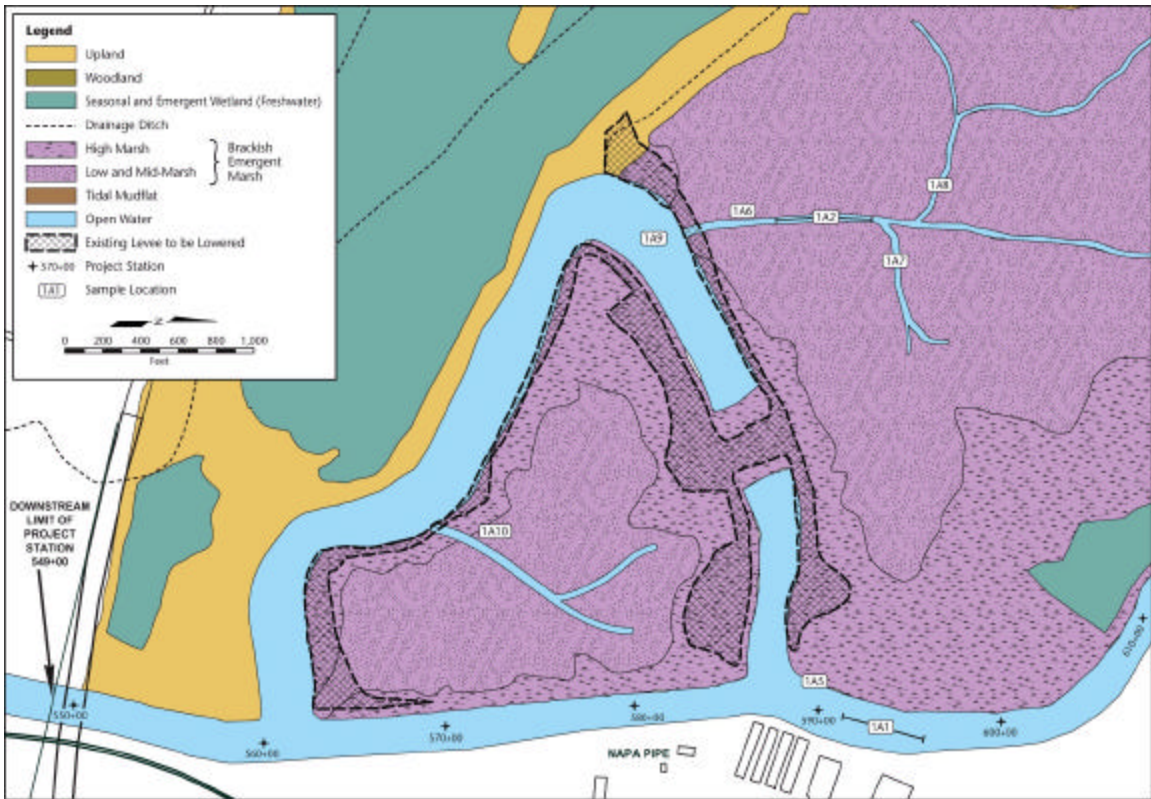 Legend
Upland
Woodland
Seasonal and Emergent Wetland (Freshwater)
Drainage Ditch
High Marsh
Low and Mid-Marsh
Brackish
Emergent
Marsh
Tidal Mudflat
Open Water
Existing Levee to be Lowered
570+00 Project Station
1A1 Sample Location
Z
0 200 400 600 800 1,000
Feet
1A8
1A6
1A2
1A9
1A7
1A10
DOWNSTREAM
LIMIT OF
PROJECT
STATION
549+00
610+00
1A5
550+00
560+00
570+00
580+00
590+00
1A1
600+00
NAPA PIPE